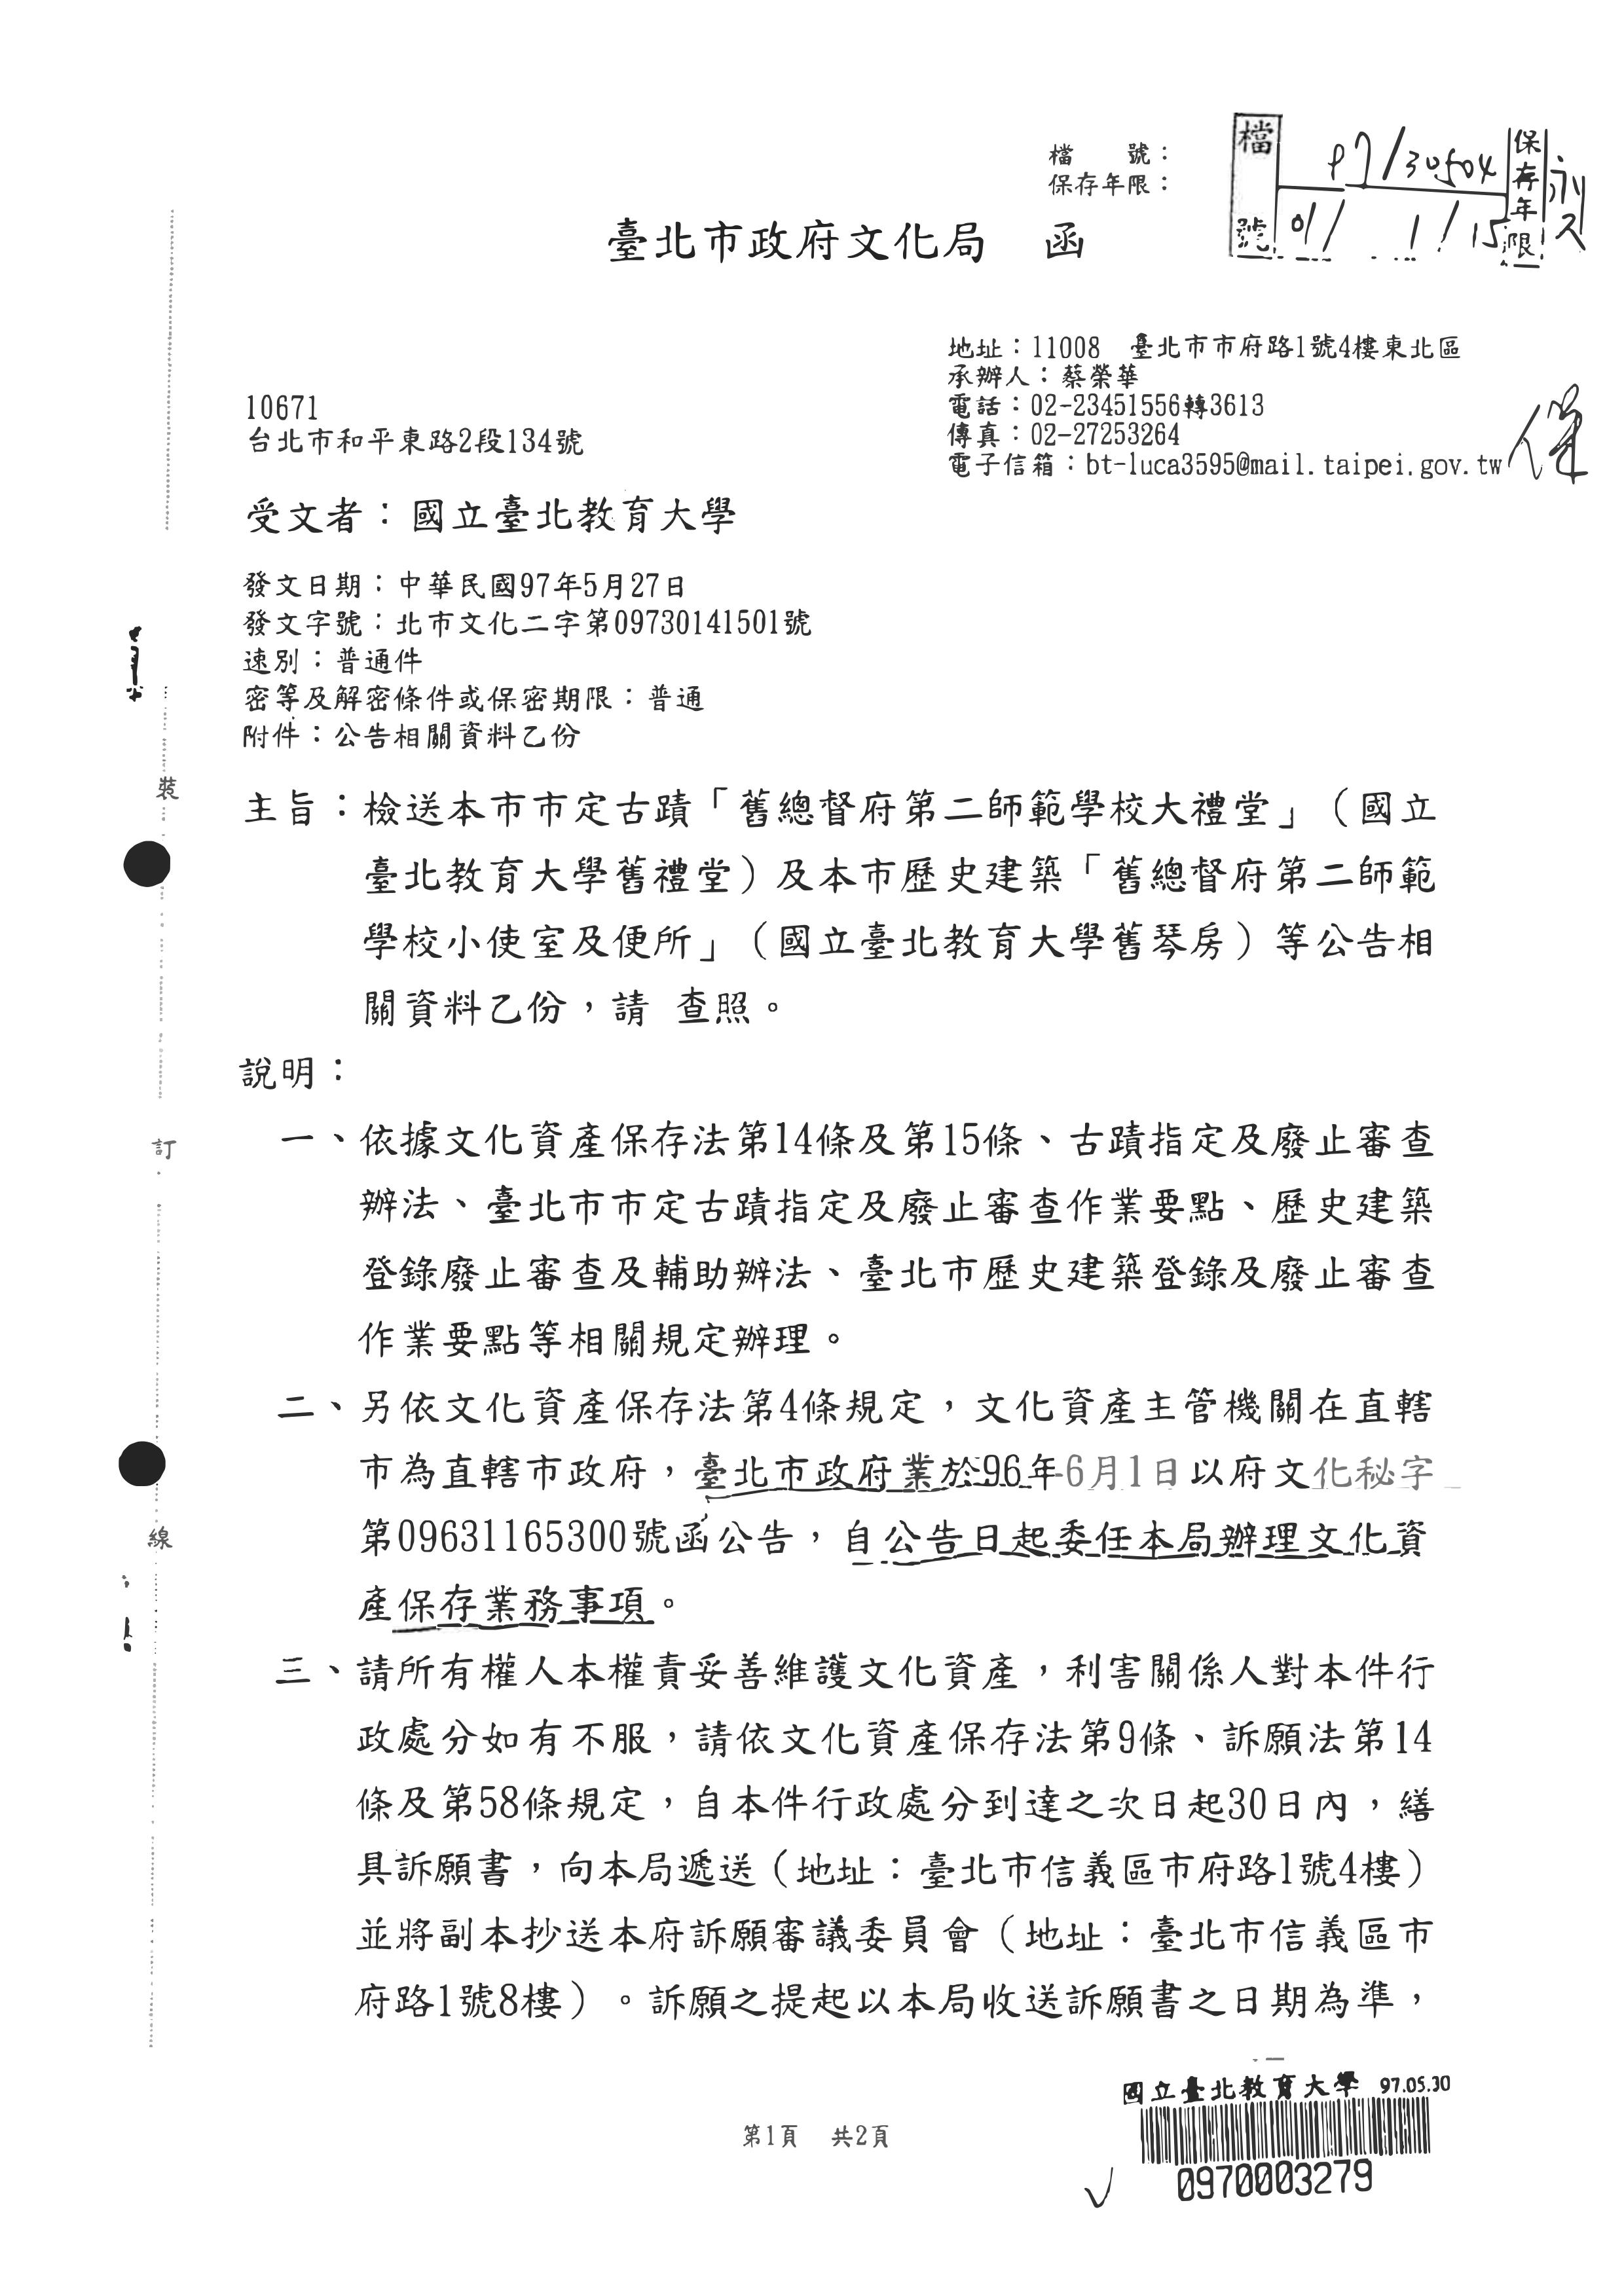 檔　　號：
保存年限：
檔號 97/30504 保存年限 永久
01/ 1/15
臺北市政府文化局　函
地址：11008　臺北市市府路1號4樓東北區
承辦人：蔡榮華
電話：02-23451556轉3613
傳真：02-27253264
電子信箱：bt-luca3595@mail.taipei.gov.tw
10671
台北市和平東路2段134號
受文者：國立臺北教育大學
發文日期：中華民國97年5月27日
發文字號：北市文化二字第09730141501號
速別：普通件
密等及解密條件或保密期限：普通
附件：公告相關資料乙份
主旨：檢送本市市定古蹟「舊總督府第二師範學校大禮堂」（國立
臺北教育大學舊禮堂）及本市歷史建築「舊總督府第二師範
學校小使室及便所」（國立臺北教育大學舊琴房）等公告相
關資料乙份，請　查照。
說明：
一、依據文化資產保存法第14條及第15條、古蹟指定及廢止審查
辦法、臺北市市定古蹟指定及廢止審查作業要點、歷史建築
登錄廢止審查及輔助辦法、臺北市歷史建築登錄及廢止審查
作業要點等相關規定辦理。
二、另依文化資產保存法第4條規定，文化資產主管機關在直轄
市為直轄市政府，臺北市政府業於96年6月1日以府文化秘字
第09631165300號函公告，自公告日起委任本局辦理文化資
產保存業務事項。
三、請所有權人本權責妥善維護文化資產，利害關係人對本件行
政處分如有不服，請依文化資產保存法第9條、訴願法第14
條及第58條規定，自本件行政處分到達之次日起30日內，繕
具訴願書，向本局遞送（地址：臺北市信義區市府路1號4樓）
並將副本抄送本府訴願審議委員會（地址：臺北市信義區市
府路1號8樓）。訴願之提起以本局收送訴願書之日期為準，
裝
訂
線
第1頁　共2頁
國立臺北教育大學 97.05.30
0970003279